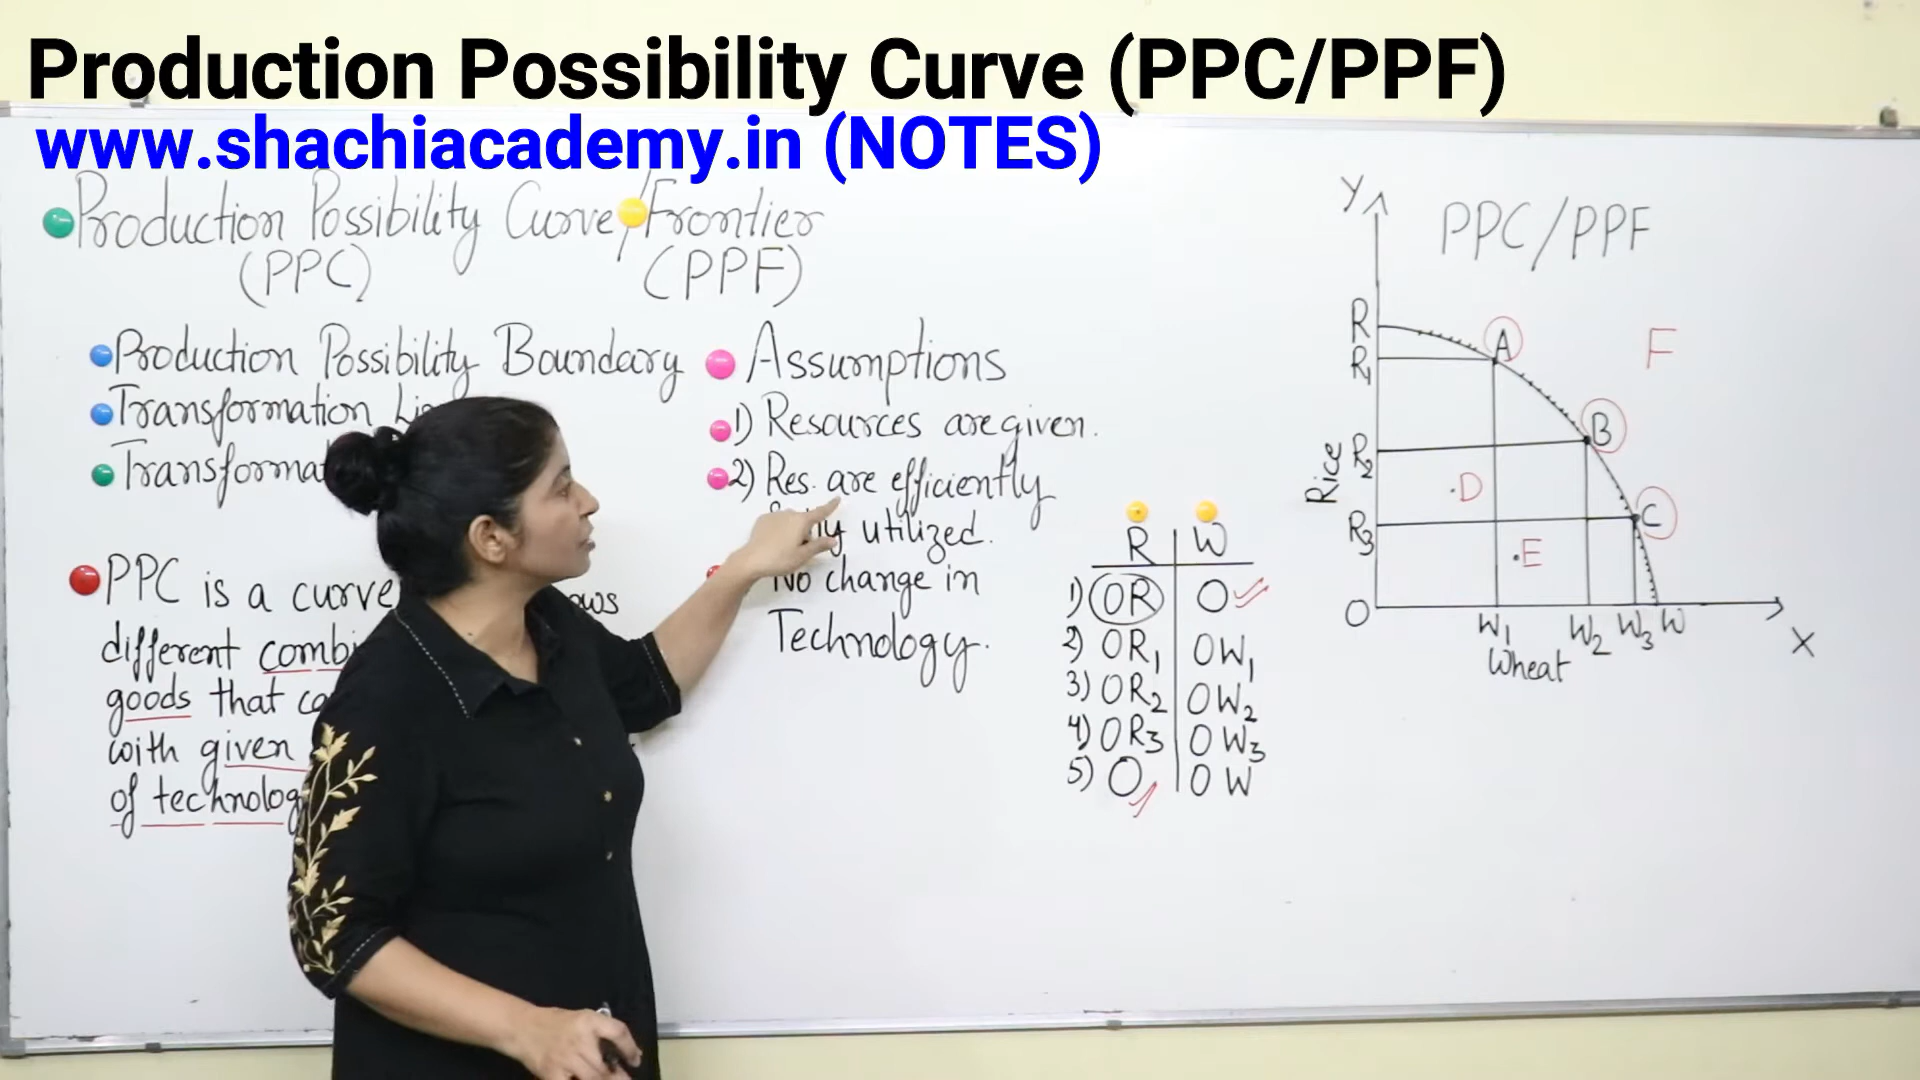 Production Possibility Curve (PPC/PPF)
www.shachiacademy.in (NOTES)
Production Possibility Curve/Frontier
(PPC) (PPF)
Production Possibility Boundary
Transformation
PPC is a curve
different
goods that
with given
of technology
Assumptions
1) Resources are given.
2) Res. are efficiently
utilized.
No change in
Technology.
R W
1) OR O
2) OR1 OW1
3) OR2 OW2
4) OR3 OW3
5) O OW
PPC/PPF
Y
R
R1
R2
R3
Rice
O
A
B
C
D
E
F
W1 W2 W3 W
Wheat
X